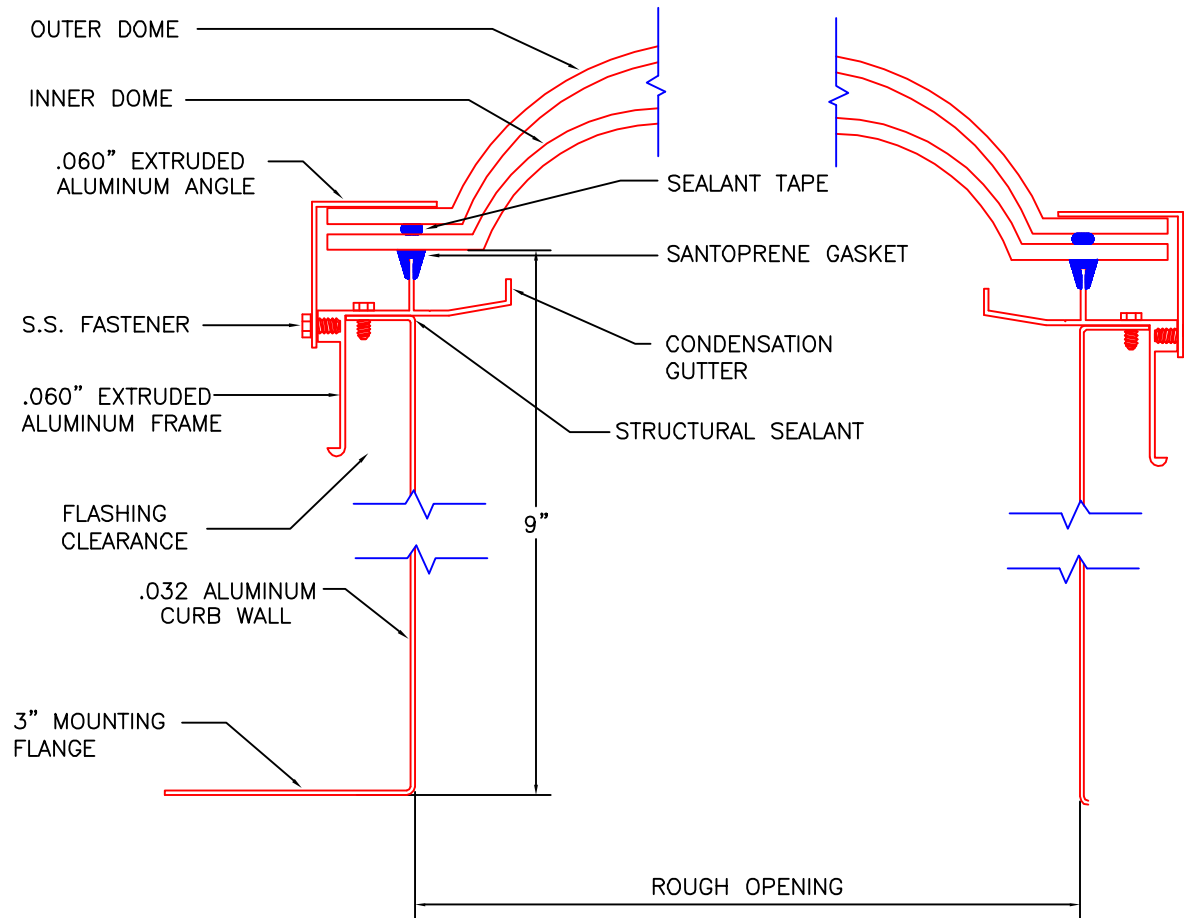 OUTER DOME
INNER DOME
.060” EXTRUDED
ALUMINUM ANGLE
S.S. FASTENER
.060” EXTRUDED
ALUMINUM FRAME
FLASHING
CLEARANCE
.032 ALUMINUM
CURB WALL
3” MOUNTING
FLANGE
SEALANT TAPE
SANTOPRENE GASKET
CONDENSATION
GUTTER
STRUCTURAL SEALANT
9”
ROUGH OPENING